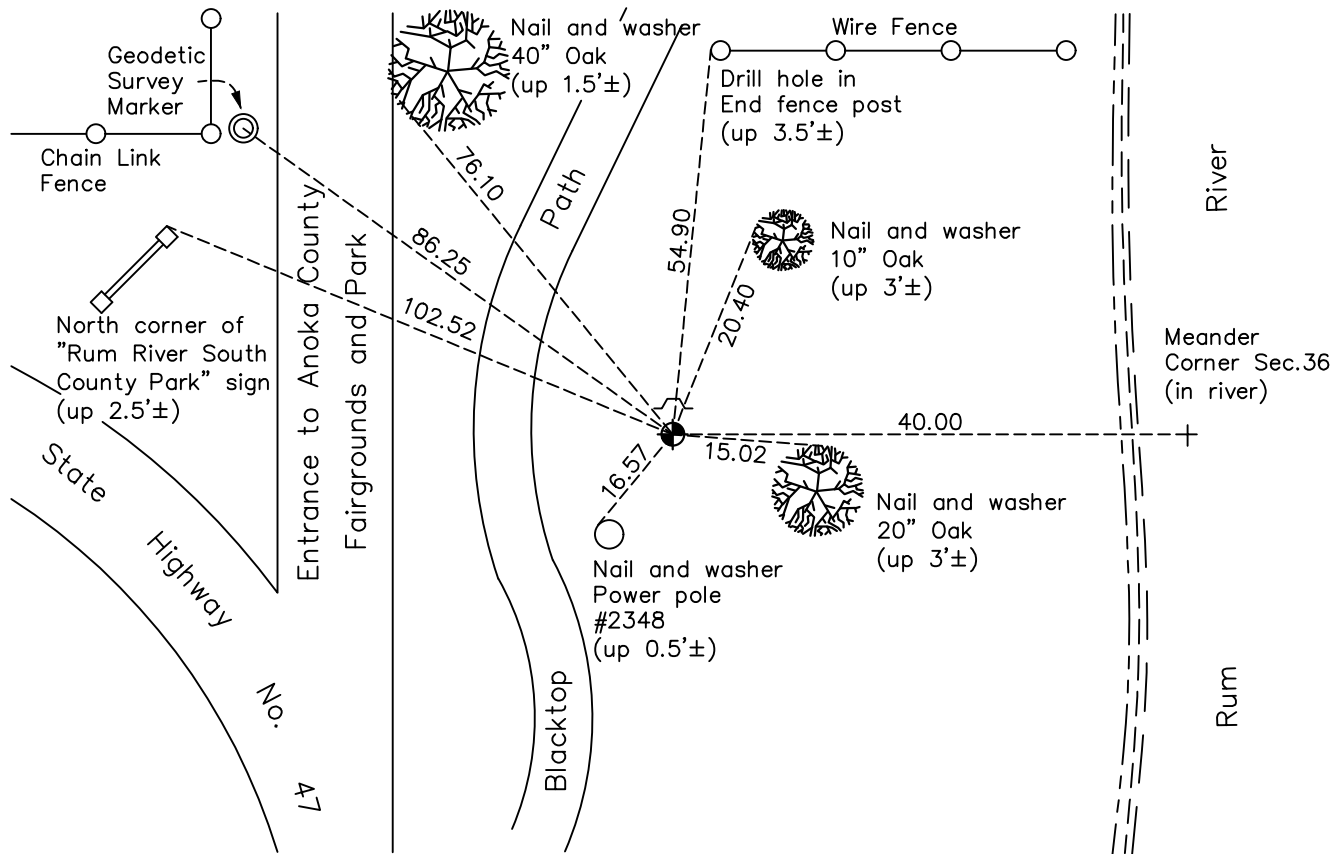 Nail and washer
40" Oak
(up 1.5'±)
Wire Fence
Geodetic
Survey
Marker
Drill hole in
End fence post
(up 3.5'±)
Chain Link
Fence
76.10
Path
River
86.25
54.90
Nail and washer
10" Oak
(up 3'±)
20.40
102.52
North corner of
"Rum River South
County Park" sign
(up 2.5'±)
Entrance to Anoka County
Fairgrounds and Park
Meander
Corner Sec.36
(in river)
40.00
15.02
16.57
Nail and washer
20" Oak
(up 3'±)
State
Highway
No.
47
Nail and washer
Power pole
#2348
(up 0.5'±)
Blacktop
Rum